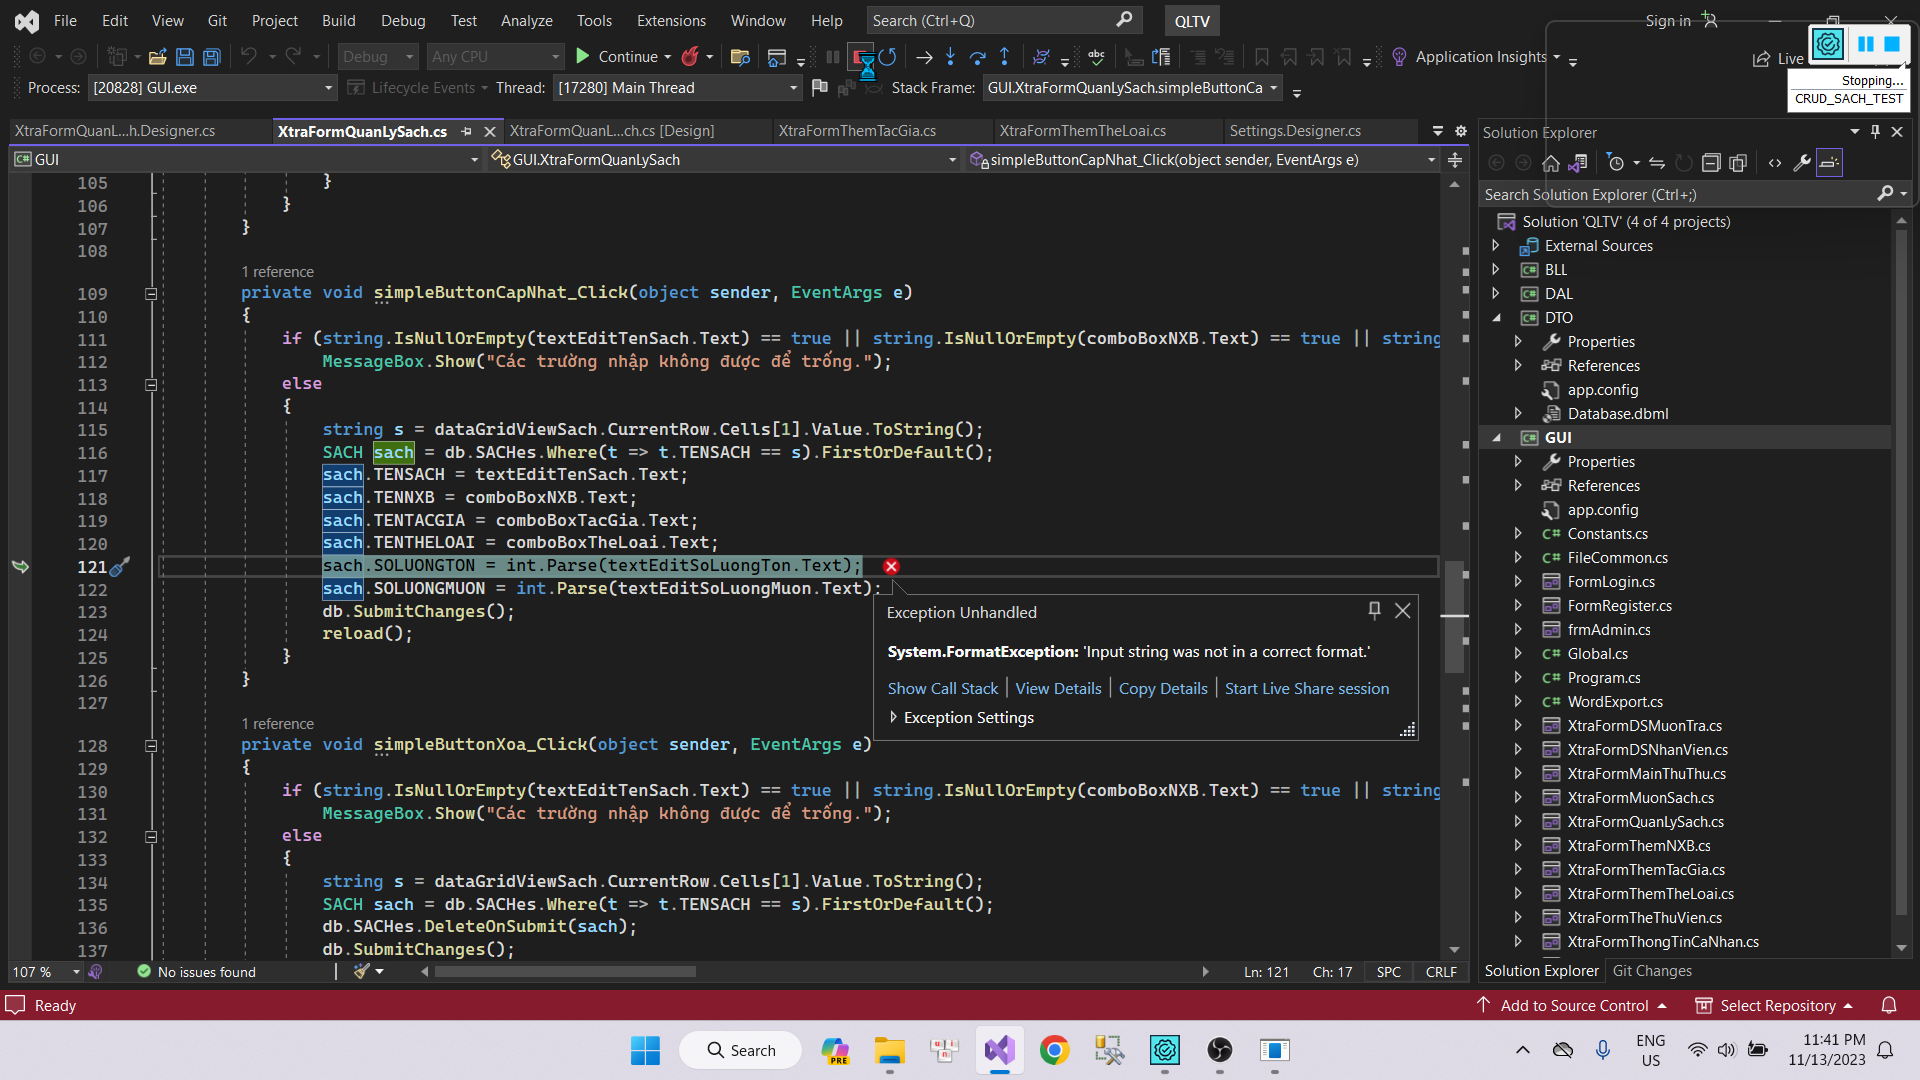 File Edit View Git Project Build Debug Test Analyze Tools Extensions Window Help Search (Ctrl+Q) QLTV Sign in
Debug Any CPU Continue Application Insights Live
Stopping...
CRUD_SACH_TEST
Process: [20828] GUI.exe Lifecycle Events Thread: [17280] Main Thread Stack Frame: GUI.XtraFormQuanLySach.simpleButtonCa
XtraFormQuanL...h.Designer.cs XtraFormQuanLySach.cs XtraFormQuanL...ch.cs [Design] XtraFormThemTacGia.cs XtraFormThemTheLoai.cs Settings.Designer.cs
GUI GUI.XtraFormQuanLySach simpleButtonCapNhat_Click(object sender, EventArgs e)
105 }
106 }
107 }
108
1 reference
109 private void simpleButtonCapNhat_Click(object sender, EventArgs e)
110 {
111 if (string.IsNullOrEmpty(textEditTenSach.Text) == true || string.IsNullOrEmpty(comboBoxNXB.Text) == true || string
112 MessageBox.Show("Các trường nhập không được để trống.");
113 else
114 {
115 string s = dataGridViewSach.CurrentRow.Cells[1].Value.ToString();
116 SACH sach = db.SACHes.Where(t => t.TENSACH == s).FirstOrDefault();
117 sach.TENSACH = textEditTenSach.Text;
118 sach.TENNXB = comboBoxNXB.Text;
119 sach.TENTACGIA = comboBoxTacGia.Text;
120 sach.TENTHELOAI = comboBoxTheLoai.Text;
121 sach.SOLUONGTON = int.Parse(textEditSoLuongTon.Text);
122 sach.SOLUONGMUON = int.Parse(textEditSoLuongMuon.Text);
123 db.SubmitChanges();
124 reload();
125 }
126 }
127
1 reference
128 private void simpleButtonXoa_Click(object sender, EventArgs e)
129 {
130 if (string.IsNullOrEmpty(textEditTenSach.Text) == true || string.IsNullOrEmpty(comboBoxNXB.Text) == true || string
131 MessageBox.Show("Các trường nhập không được để trống.");
132 else
133 {
134 string s = dataGridViewSach.CurrentRow.Cells[1].Value.ToString();
135 SACH sach = db.SACHes.Where(t => t.TENSACH == s).FirstOrDefault();
136 db.SACHes.DeleteOnSubmit(sach);
137 db.SubmitChanges();
Exception Unhandled
System.FormatException: 'Input string was not in a correct format.'
Show Call Stack View Details Copy Details Start Live Share session
Exception Settings
107 % No issues found Ln: 121 Ch: 17 SPC CRLF
Solution Explorer
Search Solution Explorer (Ctrl+;)
Solution 'QLTV' (4 of 4 projects)
External Sources
BLL
DAL
DTO
Properties
References
app.config
Database.dbml
GUI
Properties
References
app.config
Constants.cs
FileCommon.cs
FormLogin.cs
FormRegister.cs
frmAdmin.cs
Global.cs
Program.cs
WordExport.cs
XtraFormDSMuonTra.cs
XtraFormDSNhanVien.cs
XtraFormMainThuThu.cs
XtraFormMuonSach.cs
XtraFormQuanLySach.cs
XtraFormThemNXB.cs
XtraFormThemTacGia.cs
XtraFormThemTheLoai.cs
XtraFormTheThuVien.cs
XtraFormThongTinCaNhan.cs
Solution Explorer Git Changes
Ready Add to Source Control Select Repository
Search PRE ENG
US 11:41 PM
11/13/2023